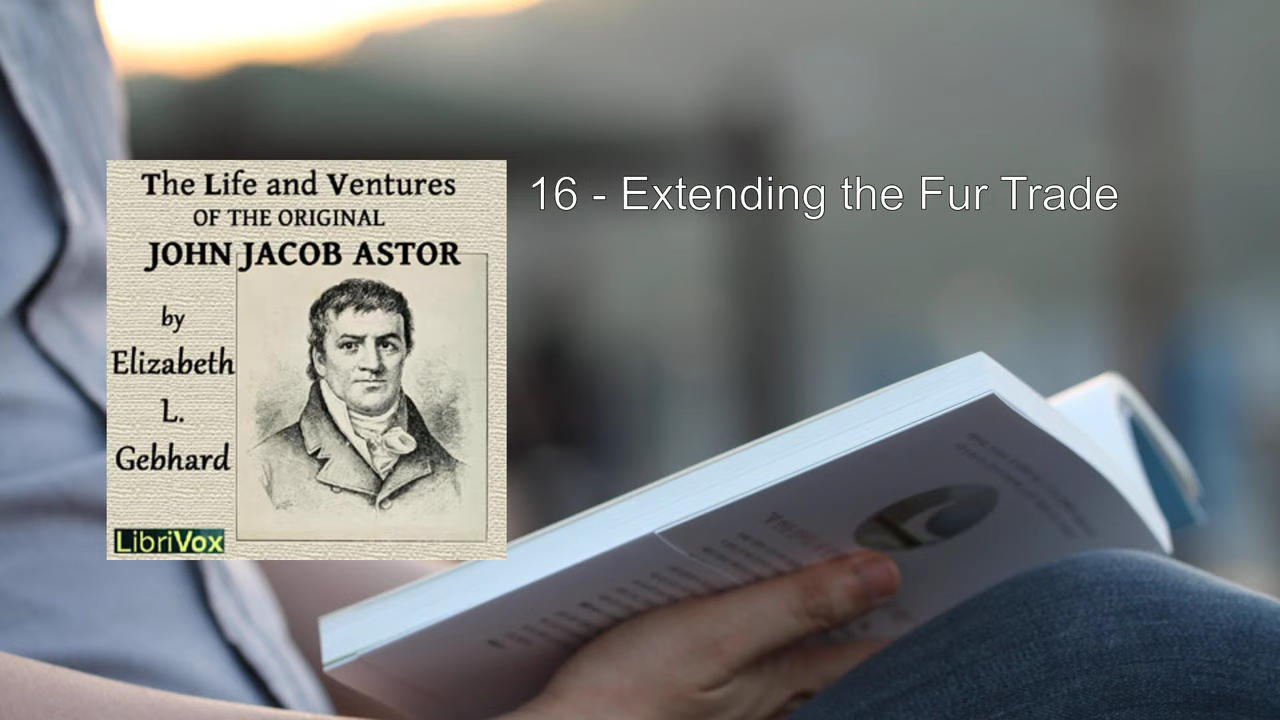 The Life and Ventures
OF THE ORIGINAL
JOHN JACOB ASTOR
by
Elizabeth
L.
Gebhard
LibriVox
16 - Extending the Fur Trade